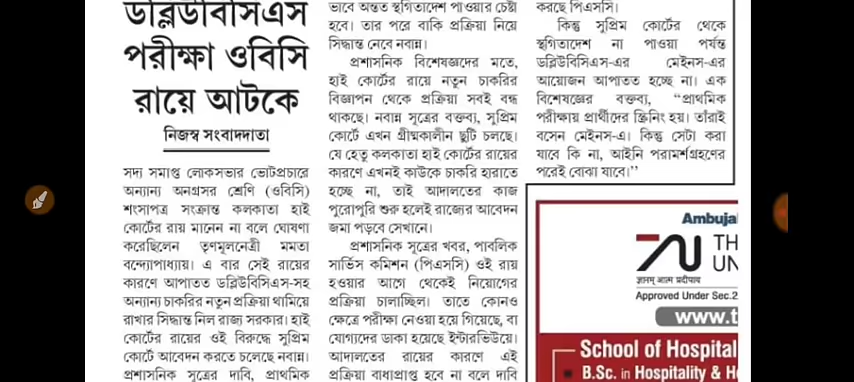 ডব্লিউবিসিএস
পরীক্ষা ওবিসি
রায়ে আটকে
নিজস্ব সংবাদদাতা
সদ্য সমাপ্ত লোকসভার ভোটপ্রচারে
অন্যান্য অনগ্রসর শ্রেণি (ওবিসি)
শংসাপত্র সংক্রান্ত কলকাতা হাই
কোর্টের রায় মানেন না বলে ঘোষণা
করেছিলেন তৃণমূলনেত্রী মমতা
বন্দ্যোপাধ্যায়। এ বার সেই রায়ের
কারণে আপাতত ডব্লিউবিসিএস-সহ
অন্যান্য চাকরির নতুন প্রক্রিয়া থামিয়ে
রাখার সিদ্ধান্ত নিল রাজ্য সরকার। হাই
কোর্টের রায়ের ওই বিরুদ্ধে সুপ্রিম
কোর্টে আবেদন করতে চলেছে নবান্ন।
প্রশাসনিক সূত্রের দাবি, প্রাথমিক
ভাবে অন্তত স্থগিতাদেশ পাওয়ার চেষ্টা
হবে। তার পরে বাকি প্রক্রিয়া নিয়ে
সিদ্ধান্ত নেবে নবান্ন।
প্রশাসনিক বিশেষজ্ঞদের মতে,
হাই কোর্টের রায়ে নতুন চাকরির
বিজ্ঞাপন থেকে প্রক্রিয়া সবই বন্ধ
থাকছে। নবান্ন সূত্রের বক্তব্য, সুপ্রিম
কোর্টে এখন গ্রীষ্মকালীন ছুটি চলছে।
যে হেতু কলকাতা হাই কোর্টের রায়ের
কারণে এখনই কাউকে চাকরি হারাতে
হচ্ছে না, তাই আদালতের কাজ
পুরোপুরি শুরু হলেই রাজ্যের আবেদন
জমা পড়বে সেখানে।
প্রশাসনিক সূত্রের খবর, পাবলিক
সার্ভিস কমিশন (পিএসসি) ওই রায়
হওয়ার আগে থেকেই নিয়োগের
প্রক্রিয়া চালাচ্ছিল। তাতে কোনও
ক্ষেত্রে পরীক্ষা নেওয়া হয়ে গিয়েছে, বা
যোগ্যদের ডাকা হয়েছে ইন্টারভিউয়ে।
আদালতের রায়ের কারণে এই
প্রক্রিয়া বাধাপ্রাপ্ত হবে না বলে দাবি
করছে পিএসসি।
কিন্তু সুপ্রিম কোর্টের থেকে
স্থগিতাদেশ না পাওয়া পর্যন্ত
ডব্লিউবিসিএস-এর মেইনস-এর
আয়োজন আপাতত হচ্ছে না। এক
বিশেষজ্ঞের বক্তব্য, “প্রাথমিক
পরীক্ষায় প্রার্থীদের স্ক্রিনিং হয়। তাঁরাই
বসেন মেইনস-এ। কিন্তু সেটা করা
যাবে কি না, আইনি পরামর্শগ্রহণের
পরেই বোঝা যাবে।’’
Ambuja
TH
UN
ज्ञानम् आत्म प्रदीपाय
Approved Under Sec.2
www.t
School of Hospital
B.Sc. in Hospitality & H